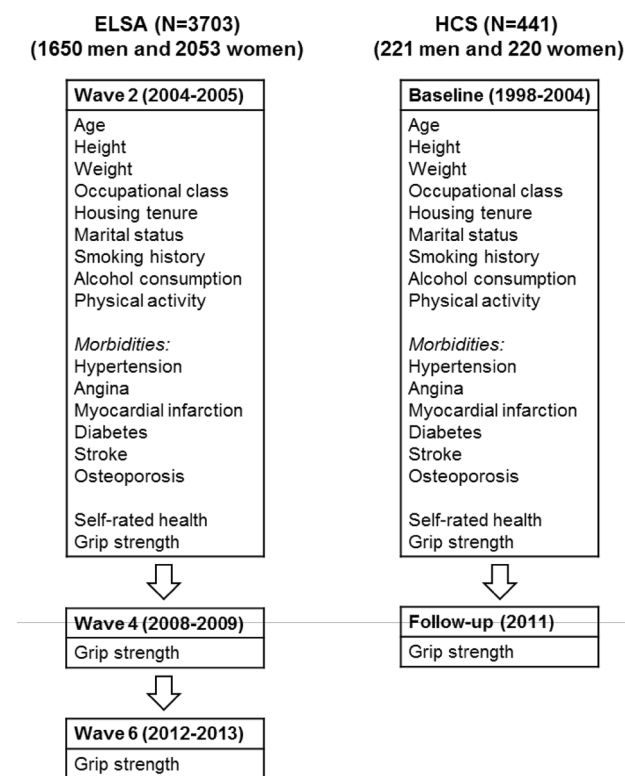 ELSA (N=3703)
(1650 men and 2053 women)
Wave 2 (2004-2005)
Age
Height
Weight
Occupational class
Housing tenure
Marital status
Smoking history
Alcohol consumption
Physical activity
Morbidities:
Hypertension
Angina
Myocardial infarction
Diabetes
Stroke
Osteoporosis
Self-rated health
Grip strength
Wave 4 (2008-2009)
Grip strength
Wave 6 (2012-2013)
Grip strength
HCS (N=441)
(221 men and 220 women)
Baseline (1998-2004)
Age
Height
Weight
Occupational class
Housing tenure
Marital status
Smoking history
Alcohol consumption
Physical activity
Morbidities:
Hypertension
Angina
Myocardial infarction
Diabetes
Stroke
Osteoporosis
Self-rated health
Grip strength
Follow-up (2011)
Grip strength